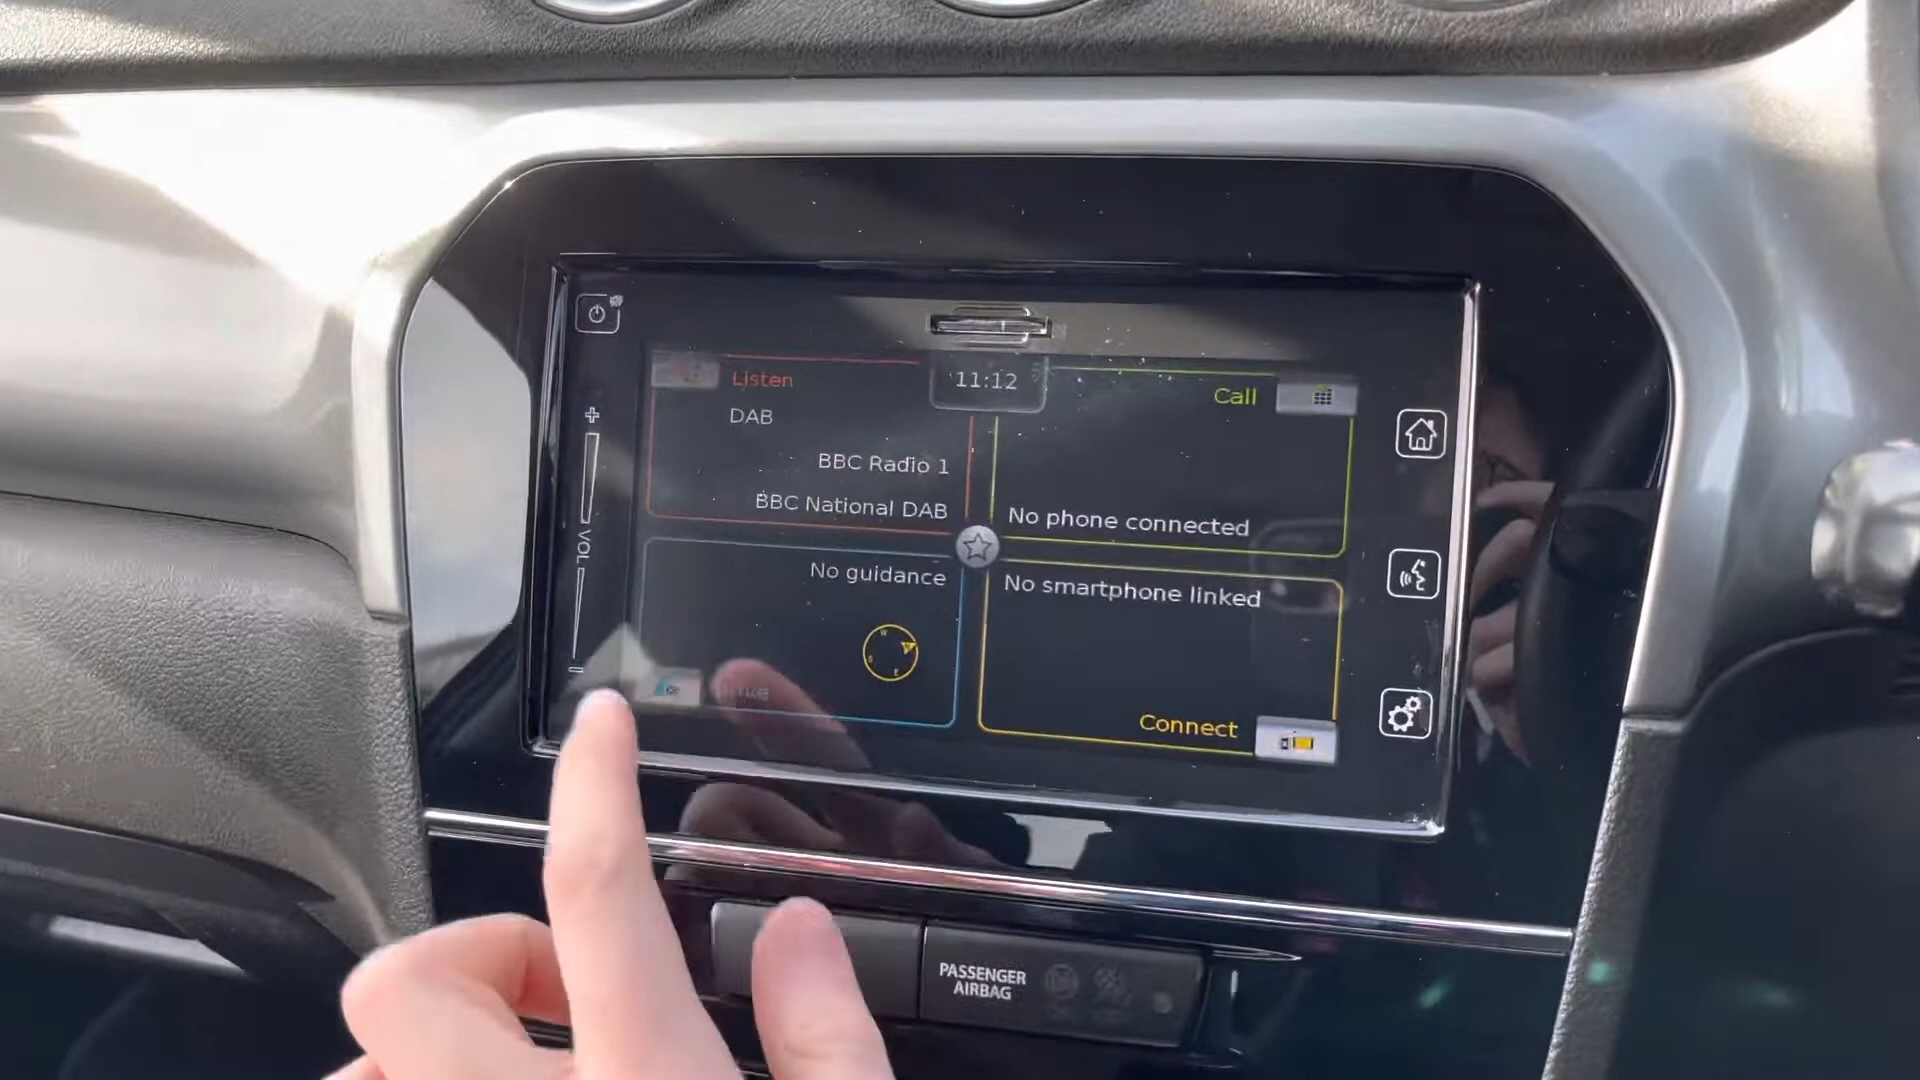 11:12
Listen
DAB
BBC Radio 1
BBC National DAB
Call
No phone connected
VOL
No guidance
W
S
E
No smartphone linked
Connect
PASSENGER
AIRBAG